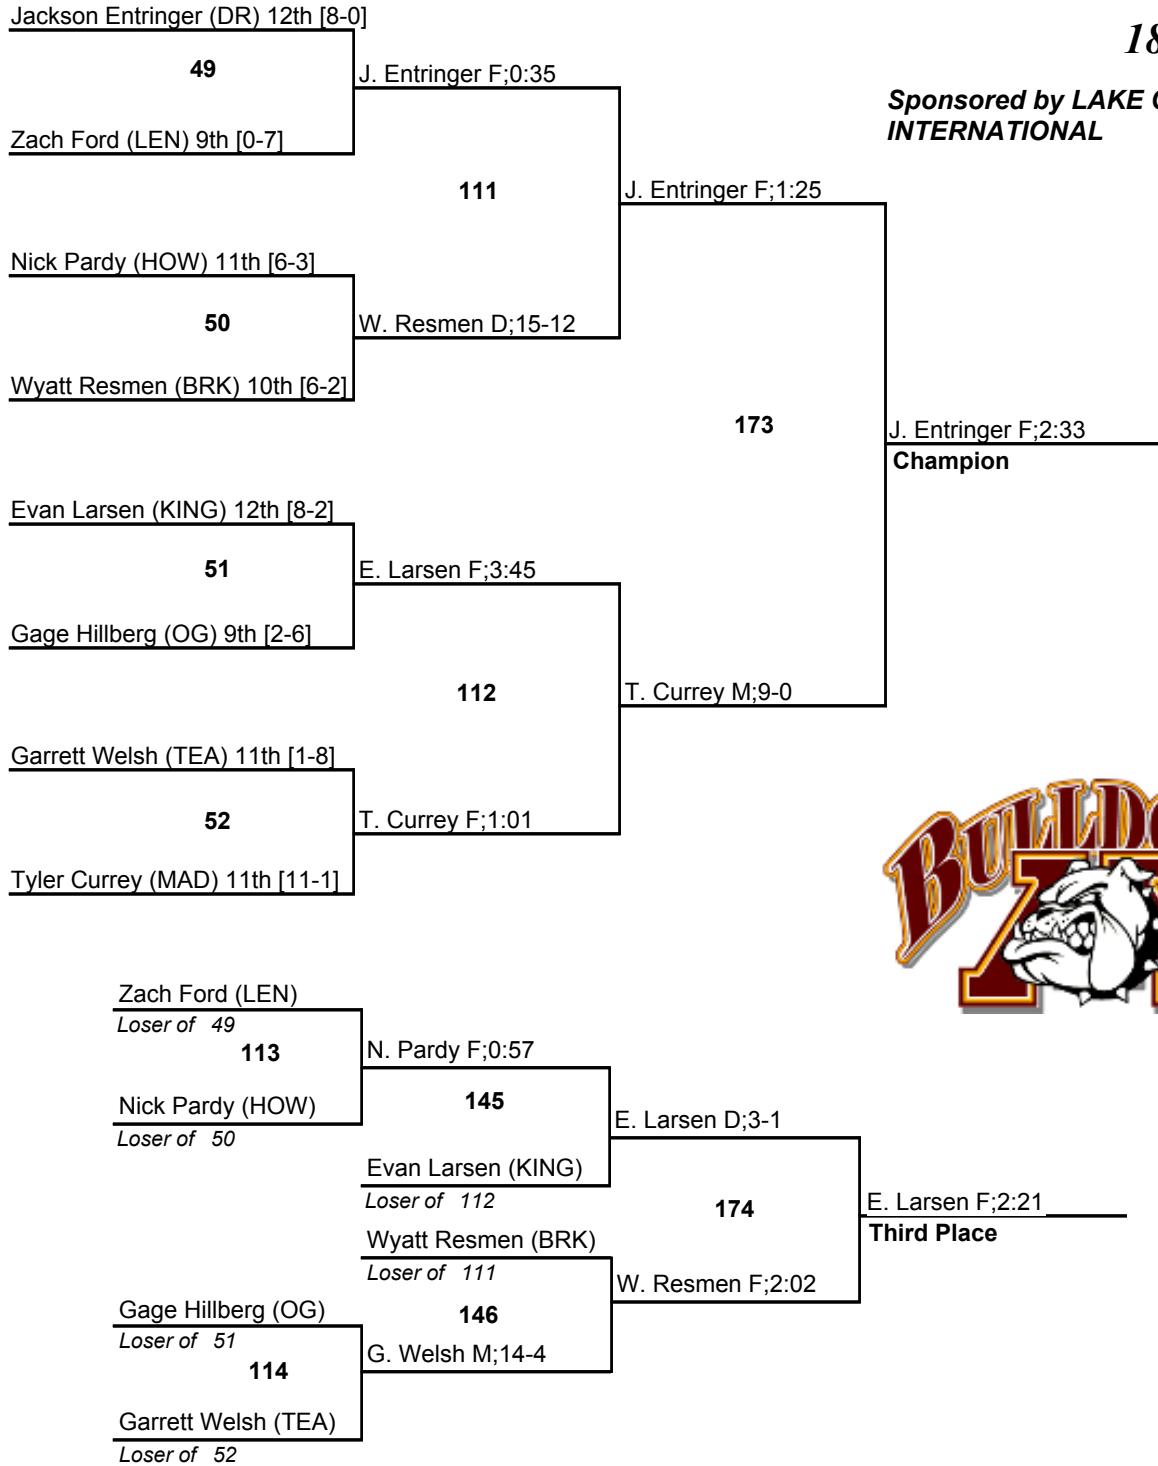 Jackson Entringer (DR) 12th [8-0]
49
J. Entringer F;0:35
Zach Ford (LEN) 9th [0-7]
18
Sponsored by LAKE
INTERNATIONAL
111
J. Entringer F;1:25
Nick Pardy (HOW) 11th [6-3]
50
W. Resmen D;15-12
Wyatt Resmen (BRK) 10th [6-2]
173
J. Entringer F;2:33
Champion
Evan Larsen (KING) 12th [8-2]
51
E. Larsen F;3:45
Gage Hillberg (OG) 9th [2-6]
112
T. Currey M;9-0
Garrett Welsh (TEA) 11th [1-8]
52
T. Currey F;1:01
Tyler Currey (MAD) 11th [11-1]
BULLDO
Zach Ford (LEN)
Loser of 49
113
N. Pardy F;0:57
Nick Pardy (HOW)
Loser of 50
145
E. Larsen D;3-1
Evan Larsen (KING)
Loser of 112
174
E. Larsen F;2:21
Third Place
Wyatt Resmen (BRK)
Loser of 111
W. Resmen F;2:02
146
Gage Hillberg (OG)
Loser of 51
114
G. Welsh M;14-4
Garrett Welsh (TEA)
Loser of 52